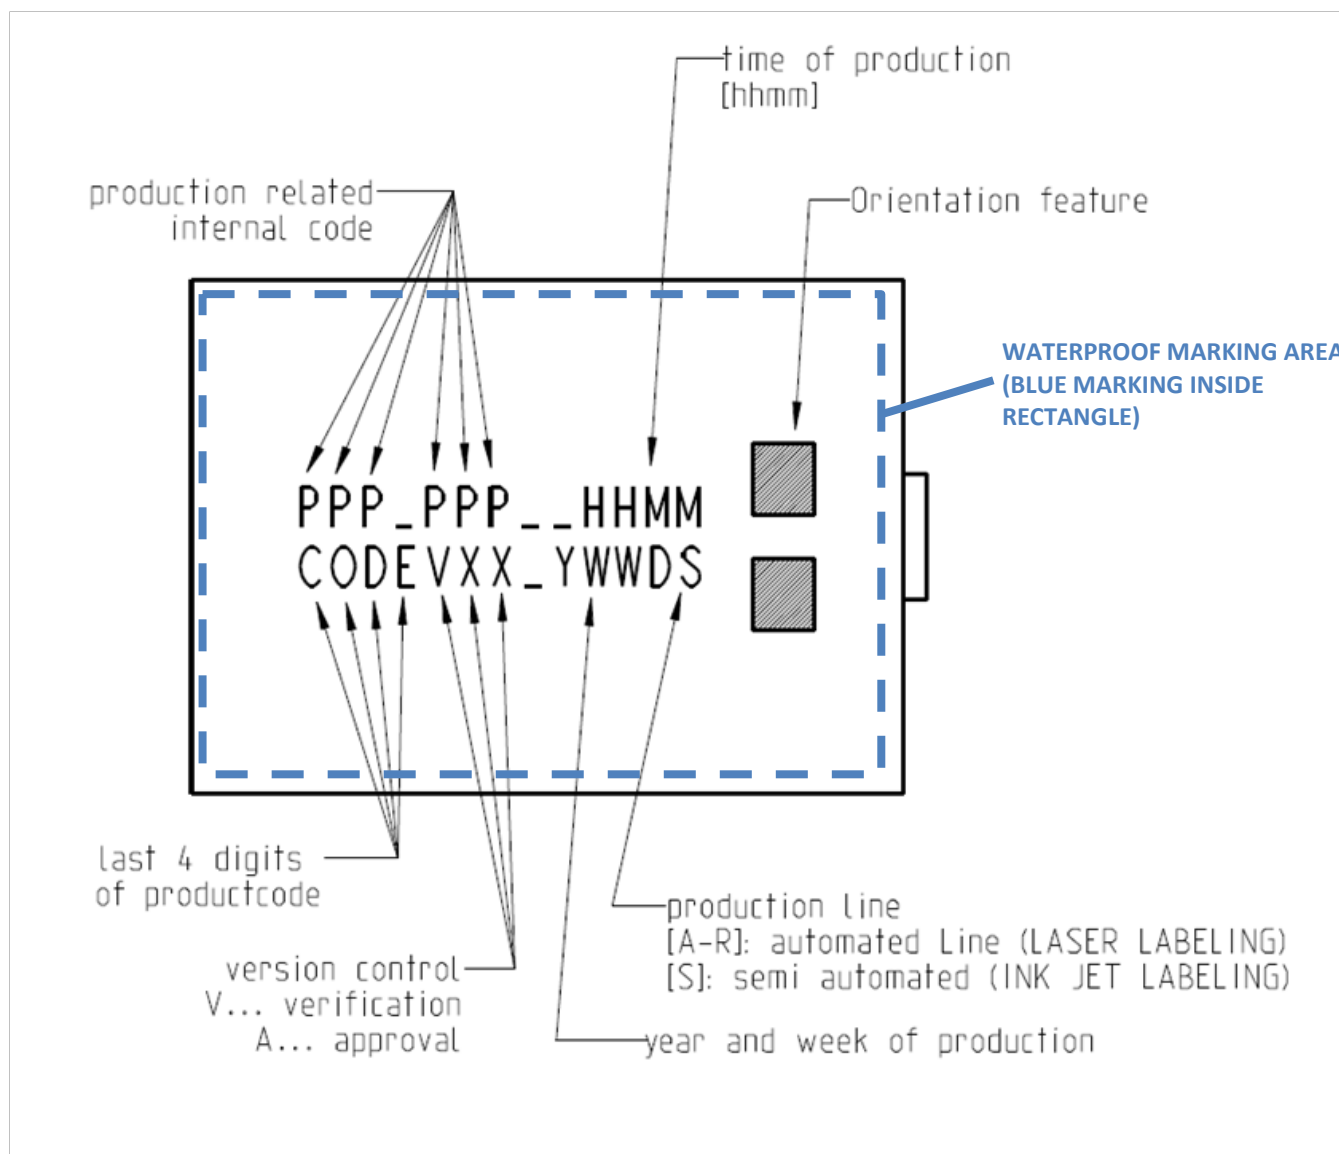 time of production
[hhmm]
production related
internal code
Orientation feature
WATERPROOF MARKING AREA
(BLUE MARKING INSIDE
RECTANGLE)
PPP_PPP__HHMM
CODEVXX_YWWDS
last 4 digits
of productcode
production line
[A-R]: automated Line (LASER LABELING)
[S]: semi automated (INK JET LABELING)
version control
V... verification
A... approval
year and week of production